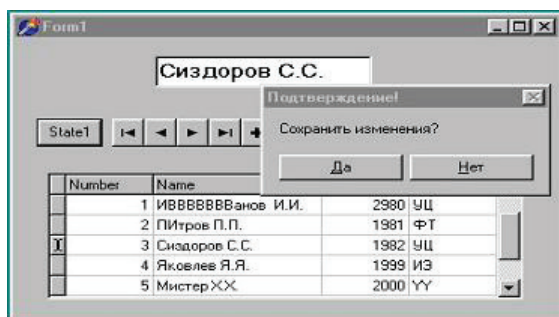 Form1
Сиздоров С.С.
Подтверждение!
State1
Сохранить изменения?
Да
Нет
Number Name
1 ИВВВВВВВанов И.И. 2980 УЦ
2 ПИтров П.П. 1981 ФТ
3 Сиздоров С.С. 1982 УЦ
4 Яковлев Я.Я. 1999 ИЭ
5 Мистер Х.Х. 2000 YY